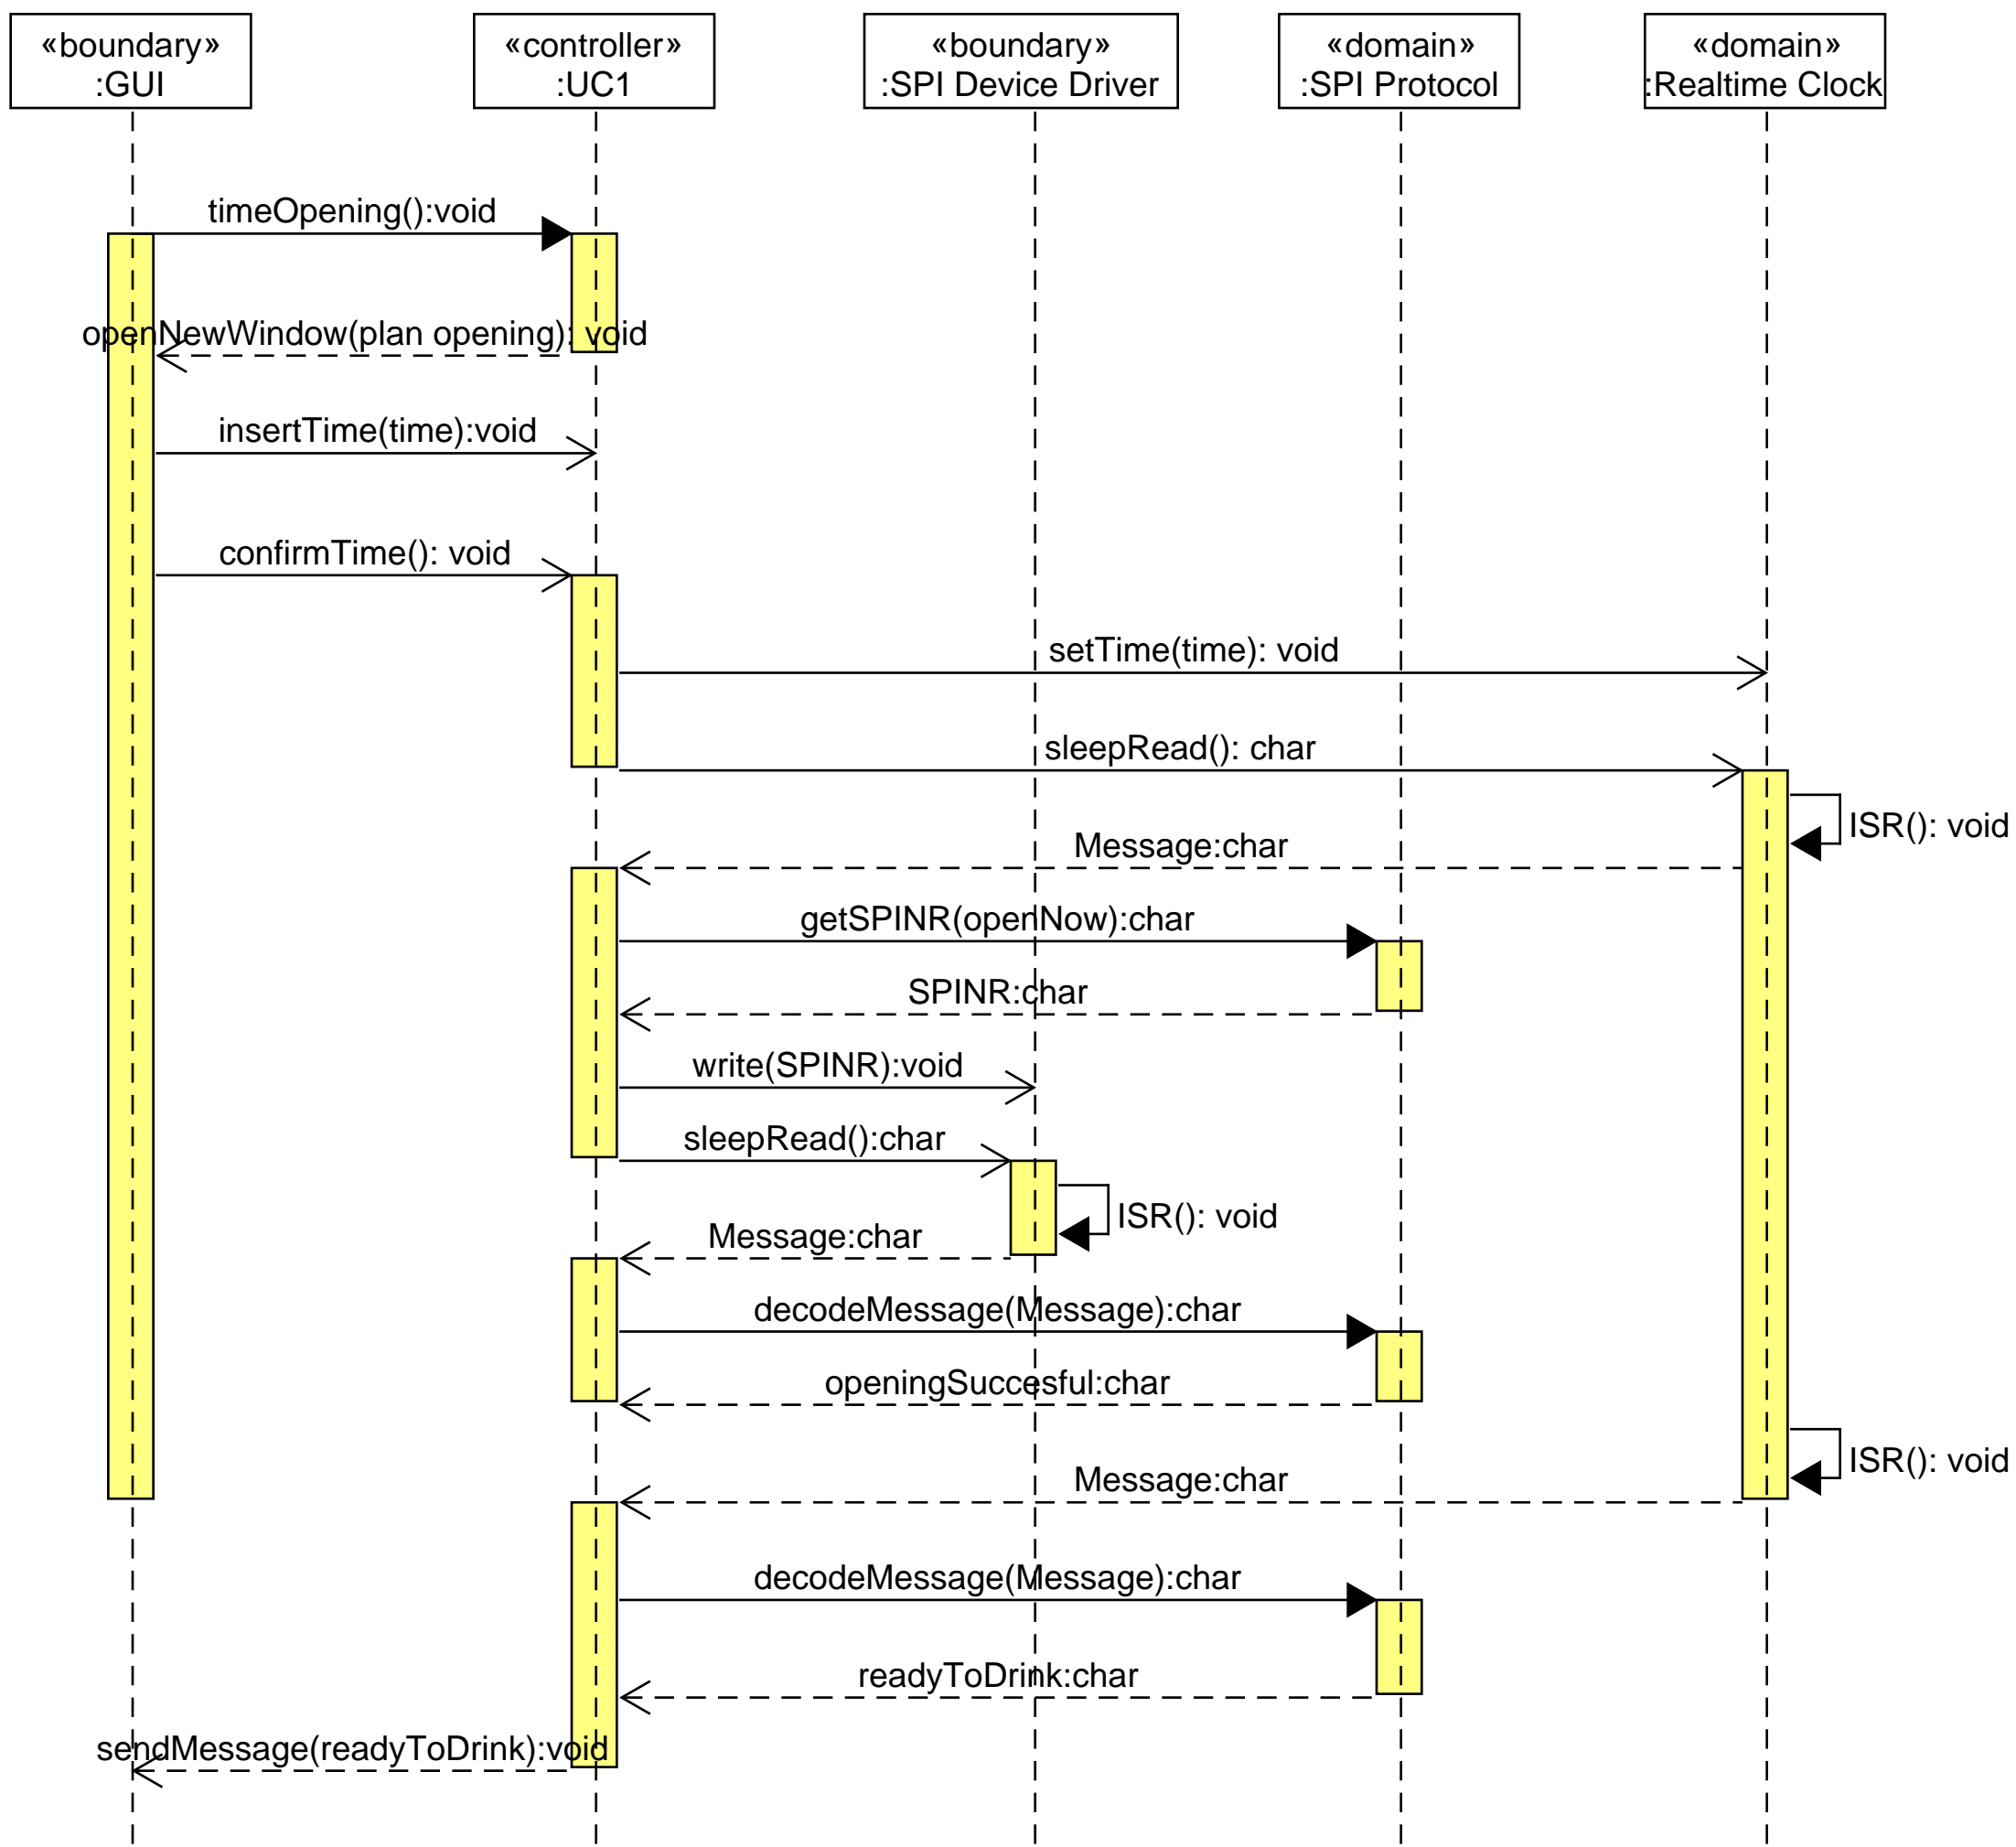 «boundary»
:GUI
«controller»
:UC1
«boundary»
:SPI Device Driver
«domain»
:SPI Protocol
«domain»
:Realtime Clock
timeOpening():void
openNewWindow(plan opening): void
insertTime(time):void
confirmTime(): void
setTime(time): void
sleepRead(): char
ISR(): void
Message:char
getSPINR(openNow):char
SPINR:char
write(SPINR):void
sleepRead():char
ISR(): void
Message:char
decodeMessage(Message):char
openingSuccesful:char
ISR(): void
Message:char
decodeMessage(Message):char
readyToDrink:char
sendMessage(readyToDrink):void